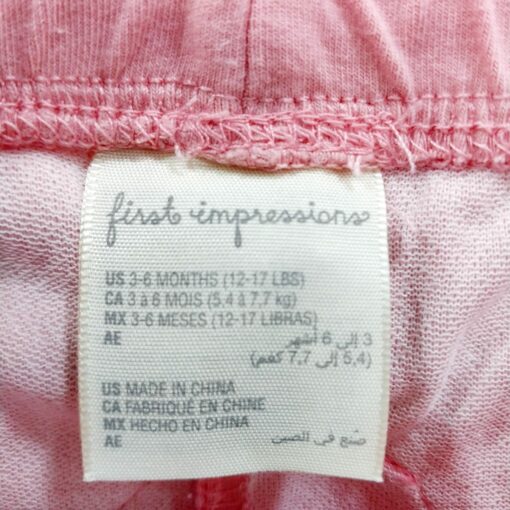 first impressions
US 3-6 MONTHS (12-17 LBS)
CA 3 à 6 MOIS (5,4 à 7,7 kg)
MX 3-6 MESES (12-17 LIBRAS)
AE 3 إلى 6 أشهر
(5,4 إلى 7,7 كغم)
US MADE IN CHINA
CA FABRIQUÉ EN CHINE
MX HECHO EN CHINA
AE صُنع في الصين